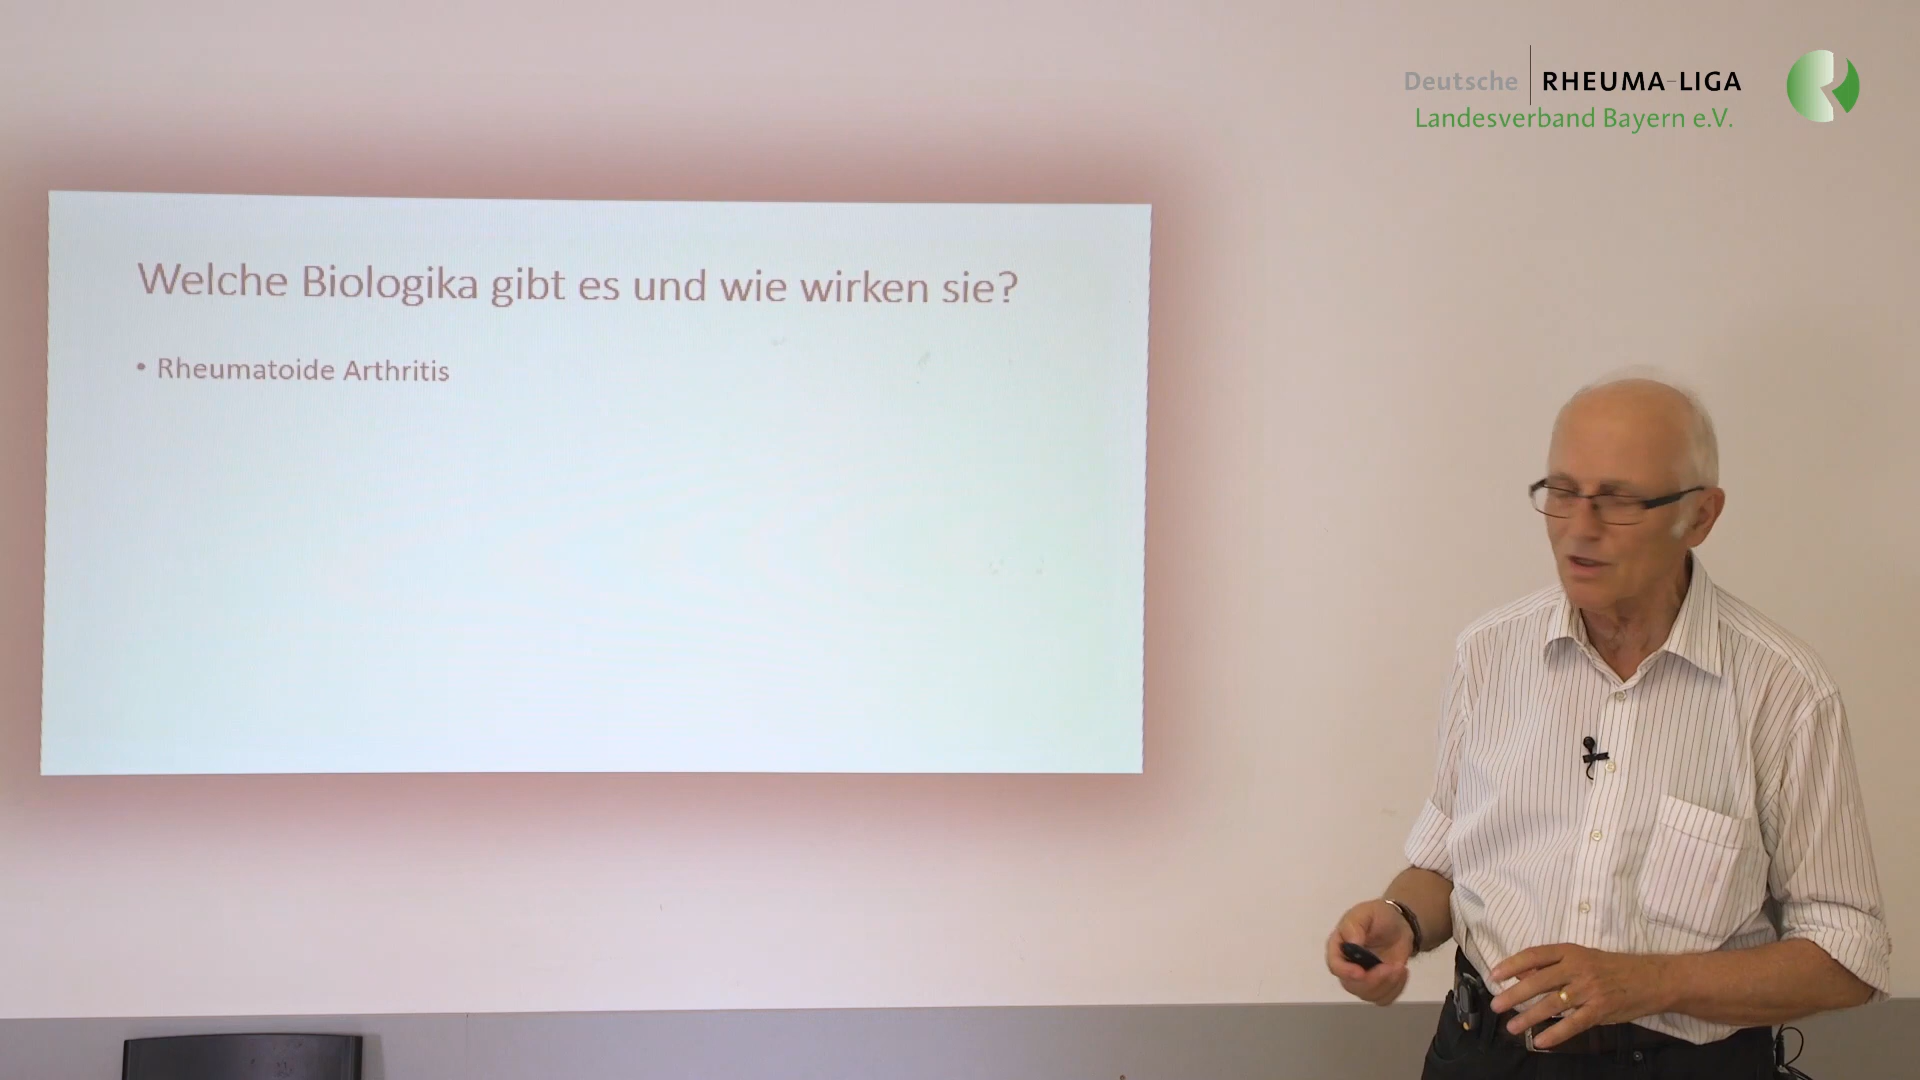 Deutsche RHEUMA-LIGA
Landesverband Bayern e.V.
Welche Biologika gibt es und wie wirken sie?
• Rheumatoide Arthritis